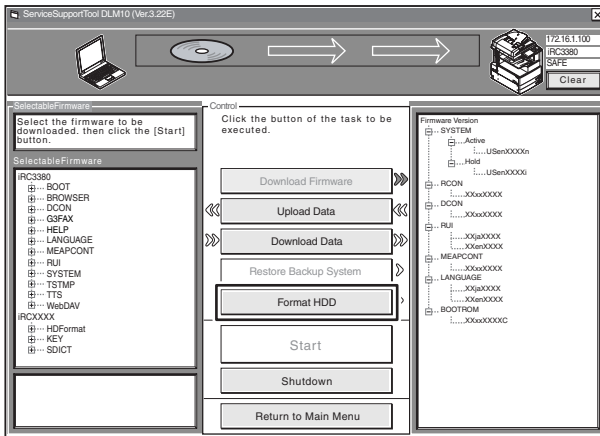 ServiceSupportTool DLM10 (Ver.3.22E)
172.16.1.100
iRC3380
SAFE
Clear
SelectableFirmware
Select the firmware to be
downloaded. then click the [Start]
button.
SelectableFirmware
iRC3380
BOOT
BROWSER
DCON
G3FAX
HELP
LANGUAGE
MEAPCONT
RUI
SYSTEM
TSTMP
TTS
WebDAV
iRCXXXX
HDFormat
KEY
SDICT
Control
Click the button of the task to be
executed.
Download Firmware
Upload Data
Download Data
Restore Backup System
Format HDD
Start
Shutdown
Return to Main Menu
Firmware Version
SYSTEM
Active
USenXXXXn
Hold
USenXXXXi
RCON
XXxxXXXX
DCON
XXxxXXXX
RUI
XXjaXXXX
XXenXXXX
MEAPCONT
XXxxXXXX
LANGUAGE
XXjaXXXX
XXenXXXX
BOOTROM
XXxxXXXXC